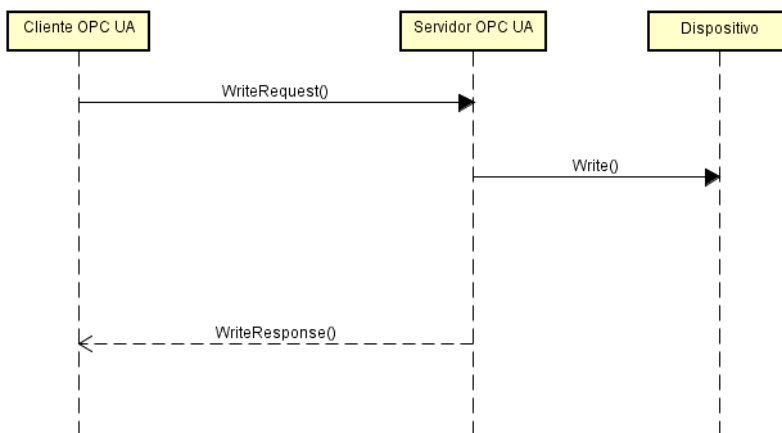 Cliente OPC UA
Servidor OPC UA
Dispositivo
WriteRequest()
Write()
WriteResponse()